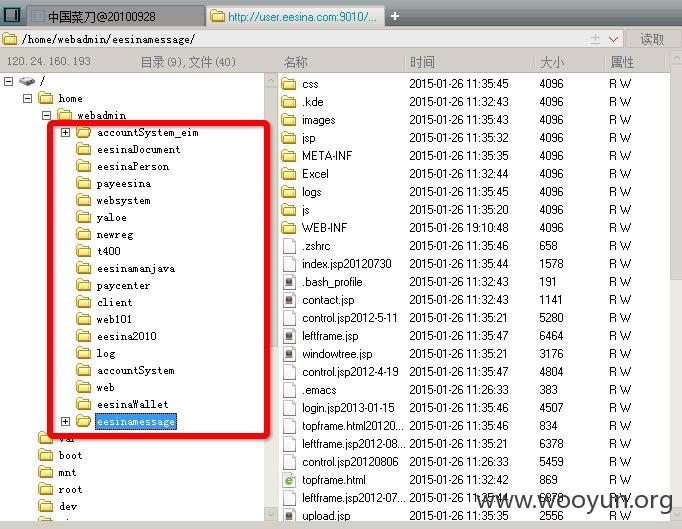 中国菜刀@20100928 http://user.eesina.com:9010/...
/home/webadmin/eesinamessage/ 读取
120.24.160.193 目录(9),文件(40) 名称 时间 大小 属性
/
home
webadmin
accountSystem_eim
eesinaDocument
eesinaPerson
payeesina
websystem
yaloe
newreg
t400
eesinamanjava
paycenter
client
web101
eesina2010
log
accountSystem
web
eesinaWallet
eesinamessage
var
boot
mnt
root
dev
css 2015-01-26 11:35:45 4096 R W
.kde 2015-01-26 11:32:43 4096 R W
images 2015-01-26 11:35:45 4096 R W
jsp 2015-01-26 11:35:32 4096 R W
META-INF 2015-01-26 11:35:35 4096 R W
Excel 2015-01-26 11:32:44 4096 R W
logs 2015-01-26 11:35:45 4096 R W
js 2015-01-26 11:35:20 4096 R W
WEB-INF 2015-01-26 19:10:48 4096 R W
.zshrc 2015-01-26 11:35:46 658 R W
index.jsp20120730 2015-01-26 11:35:44 1578 R W
.bash_profile 2015-01-26 11:32:43 191 R W
contact.jsp 2015-01-26 11:32:43 1141 R W
control.jsp2012-5-11 2015-01-26 11:35:21 5280 R W
leftframe.jsp 2015-01-26 11:35:47 6464 R W
windowtree.jsp 2015-01-26 11:35:21 3176 R W
control.jsp2012-4-19 2015-01-26 11:35:47 4804 R W
.emacs 2015-01-26 11:26:33 383 R W
login.jsp2013-01-15 2015-01-26 11:35:46 4507 R W
topframe.html20120... 2015-01-26 11:35:46 834 R W
leftframe.jsp2012-08... 2015-01-26 11:35:21 6378 R W
control.jsp20120806 2015-01-26 11:26:33 5459 R W
topframe.html 2015-01-26 11:32:42 869 R W
leftframe.jsp2012-07... 2015-01-26 11:35:44 R W
upload.jsp 2015-01-26 11:35:35 2556 R W
www.wooyun.org